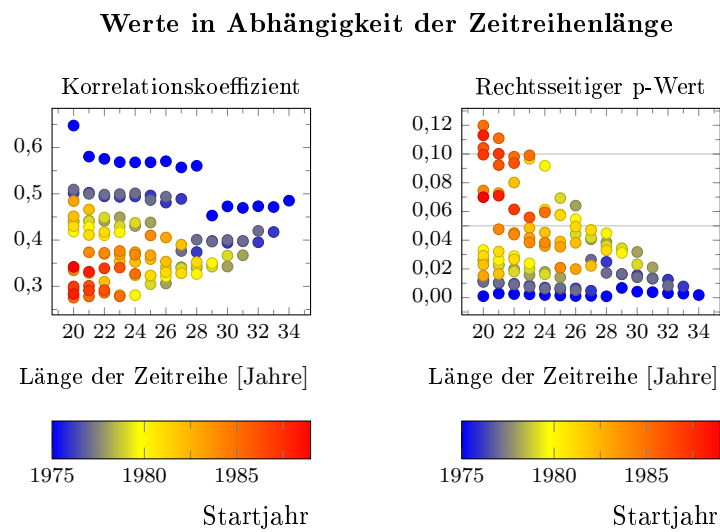 Werte in Abhängigkeit der Zeitreihenlänge
Korrelationskoeffizient
0,6
0,5
0,4
0,3
20 22 24 26 28 30 32 34
Länge der Zeitreihe [Jahre]
1975 1980 1985
Startjahr
Rechtsseitiger p-Wert
0,12
0,10
0,08
0,06
0,04
0,02
0,00
20 22 24 26 28 30 32 34
Länge der Zeitreihe [Jahre]
1975 1980 1985
Startjahr